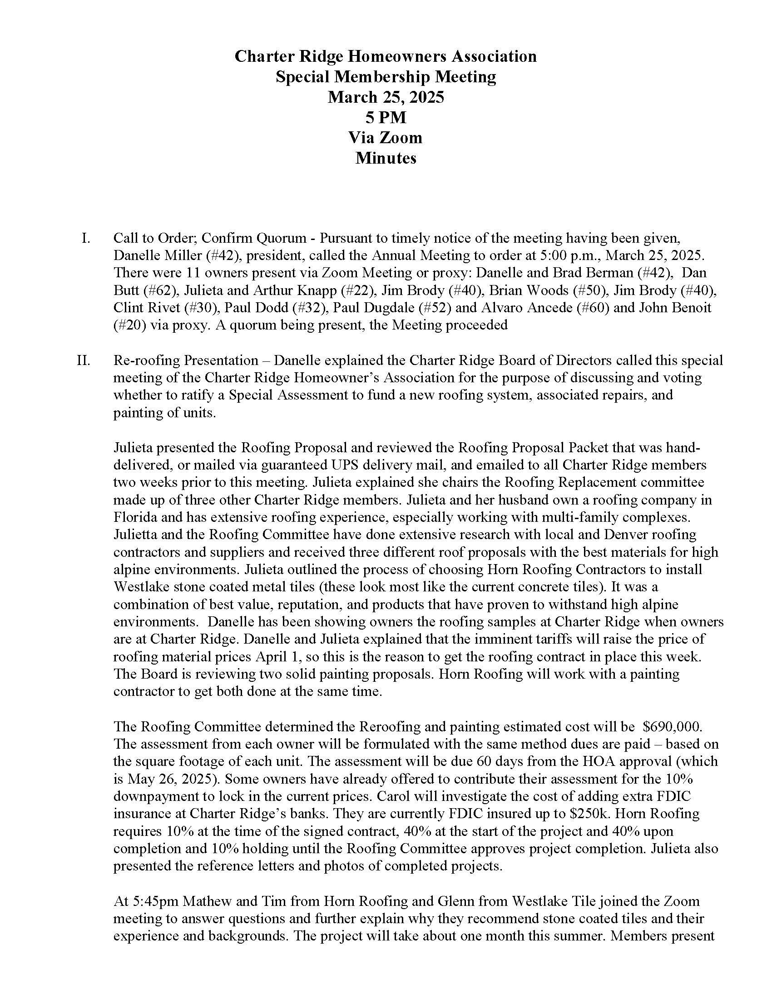 Charter Ridge Homeowners Association
Special Membership Meeting
March 25, 2025
5 PM
Via Zoom
Minutes
I. Call to Order; Confirm Quorum - Pursuant to timely notice of the meeting having been given,
Danelle Miller (#42), president, called the Annual Meeting to order at 5:00 p.m., March 25, 2025.
There were 11 owners present via Zoom Meeting or proxy: Danelle and Brad Berman (#42),  Dan
Butt (#62), Julieta and Arthur Knapp (#22), Jim Brody (#40), Brian Woods (#50), Jim Brody (#40),
Clint Rivet (#30), Paul Dodd (#32), Paul Dugdale (#52) and Alvaro Ancede (#60) and John Benoit
(#20) via proxy. A quorum being present, the Meeting proceeded
II. Re-roofing Presentation – Danelle explained the Charter Ridge Board of Directors called this special
meeting of the Charter Ridge Homeowner’s Association for the purpose of discussing and voting
whether to ratify a Special Assessment to fund a new roofing system, associated repairs, and
painting of units.
Julieta presented the Roofing Proposal and reviewed the Roofing Proposal Packet that was hand-
delivered, or mailed via guaranteed UPS delivery mail, and emailed to all Charter Ridge members
two weeks prior to this meeting. Julieta explained she chairs the Roofing Replacement committee
made up of three other Charter Ridge members. Julieta and her husband own a roofing company in
Florida and has extensive roofing experience, especially working with multi-family complexes.
Julietta and the Roofing Committee have done extensive research with local and Denver roofing
contractors and suppliers and received three different roof proposals with the best materials for high
alpine environments. Julieta outlined the process of choosing Horn Roofing Contractors to install
Westlake stone coated metal tiles (these look most like the current concrete tiles). It was a
combination of best value, reputation, and products that have proven to withstand high alpine
environments.  Danelle has been showing owners the roofing samples at Charter Ridge when owners
are at Charter Ridge. Danelle and Julieta explained that the imminent tariffs will raise the price of
roofing material prices April 1, so this is the reason to get the roofing contract in place this week.
The Board is reviewing two solid painting proposals. Horn Roofing will work with a painting
contractor to get both done at the same time.
The Roofing Committee determined the Reroofing and painting estimated cost will be  $690,000.
The assessment from each owner will be formulated with the same method dues are paid – based on
the square footage of each unit. The assessment will be due 60 days from the HOA approval (which
is May 26, 2025). Some owners have already offered to contribute their assessment for the 10%
downpayment to lock in the current prices. Carol will investigate the cost of adding extra FDIC
insurance at Charter Ridge’s banks. They are currently FDIC insured up to $250k. Horn Roofing
requires 10% at the time of the signed contract, 40% at the start of the project and 40% upon
completion and 10% holding until the Roofing Committee approves project completion. Julieta also
presented the reference letters and photos of completed projects.
At 5:45pm Mathew and Tim from Horn Roofing and Glenn from Westlake Tile joined the Zoom
meeting to answer questions and further explain why they recommend stone coated tiles and their
experience and backgrounds. The project will take about one month this summer. Members present